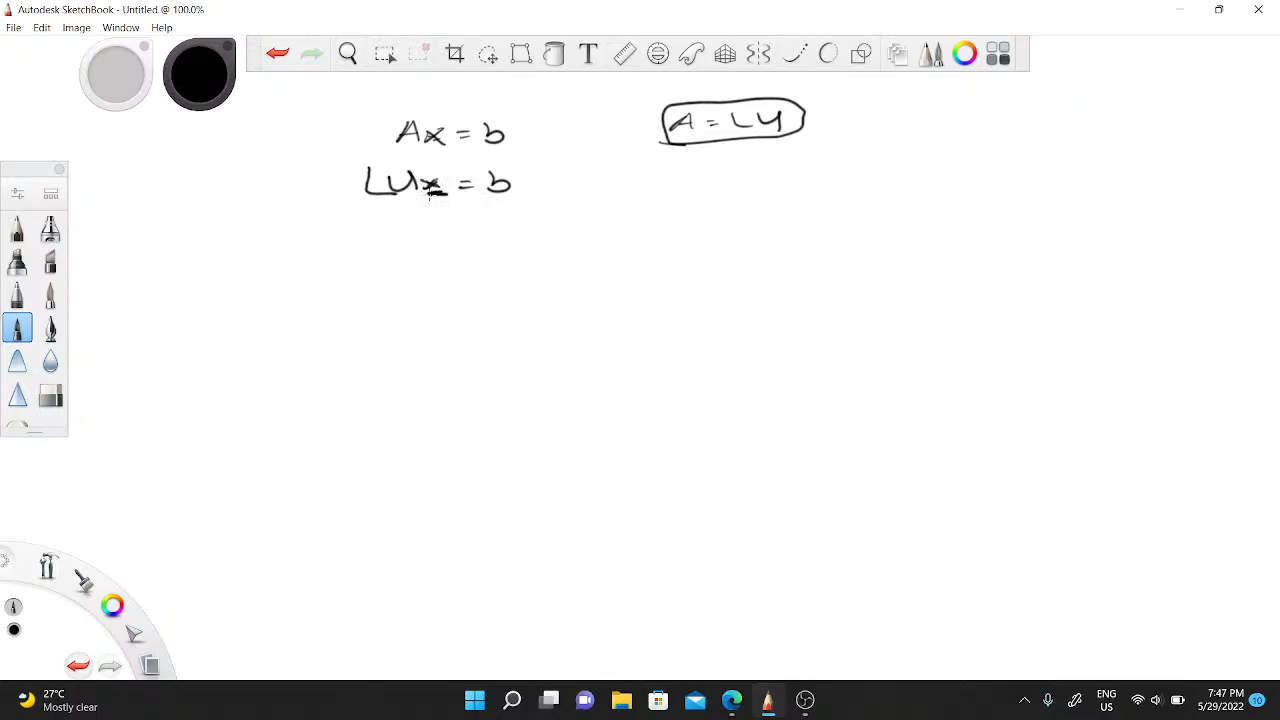 Autodesk SketchBook - Untitled @ 100.0%
File Edit Image Window Help
T
Ax = b
A = LU
LUx = b
27°C
Mostly clear
ENG
US
7:47 PM
5/29/2022
10